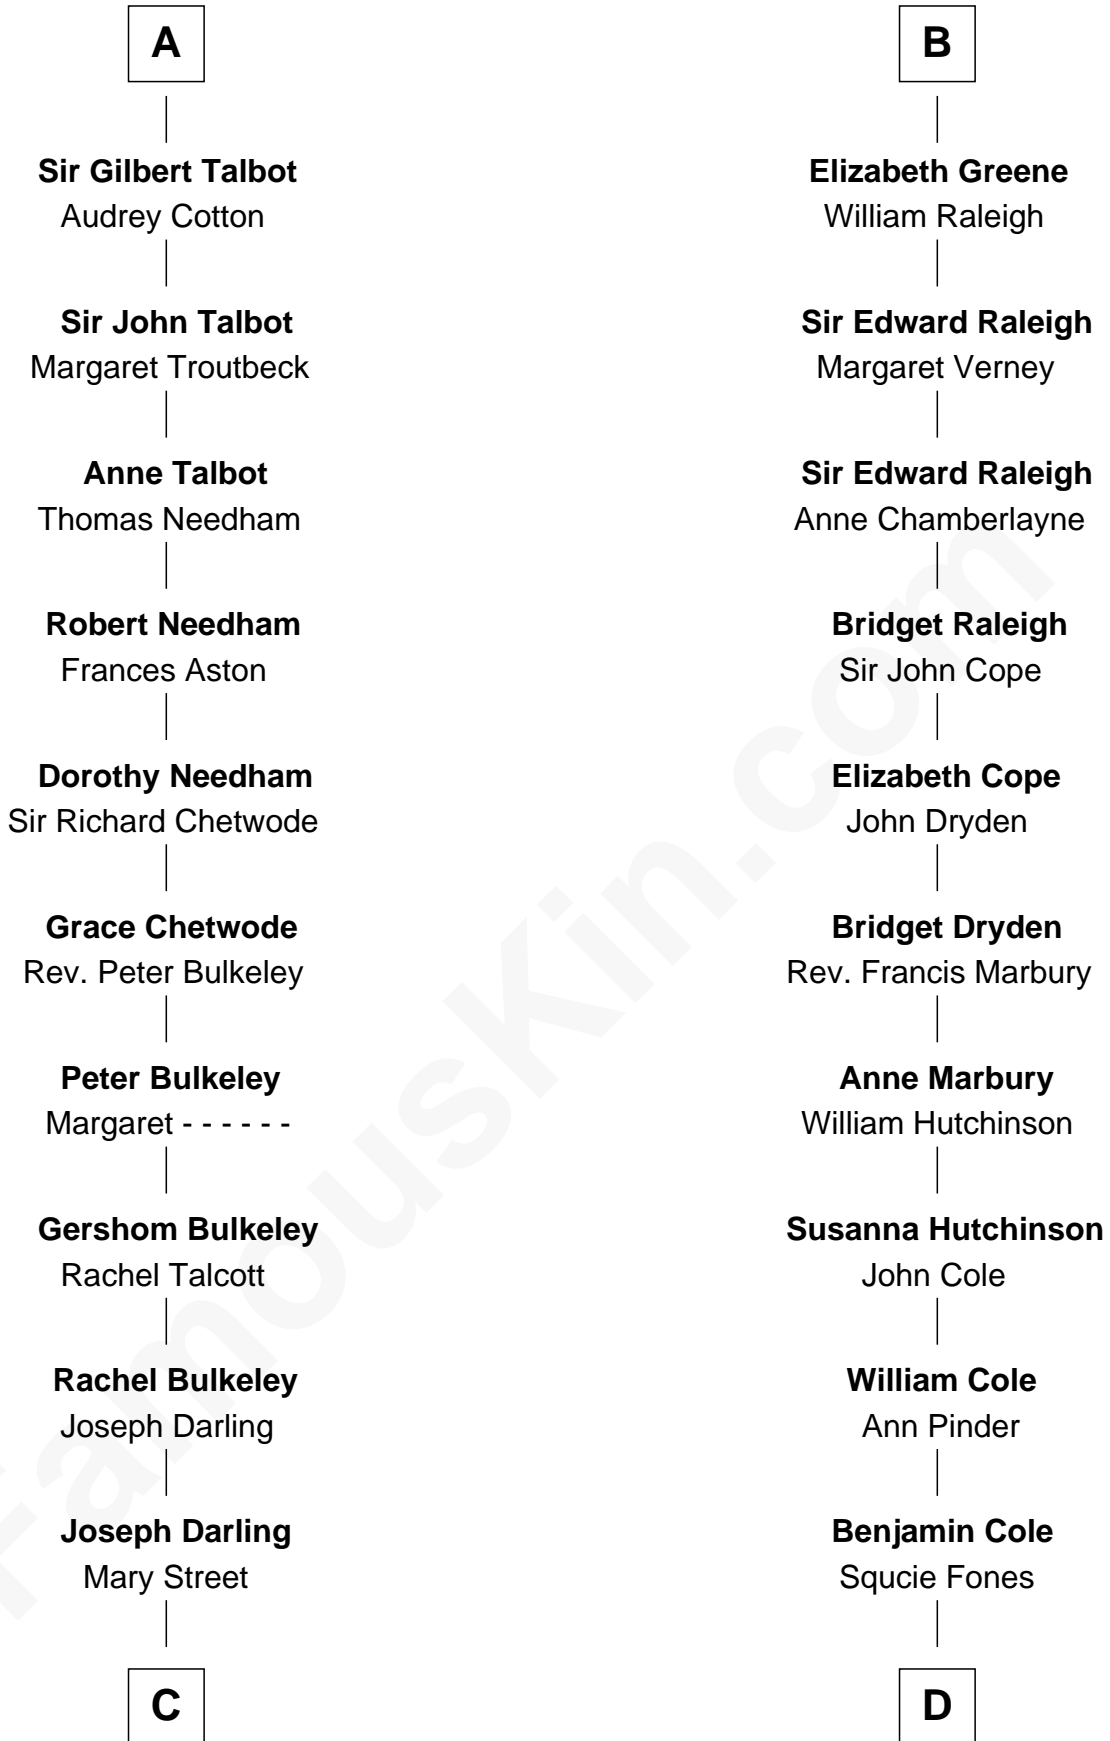 A
Sir Gilbert Talbot
Audrey Cotton
Sir John Talbot
Margaret Troutbeck
Anne Talbot
Thomas Needham
Robert Needham
Frances Aston
Dorothy Needham
Sir Richard Chetwode
Grace Chetwode
Rev. Peter Bulkeley
Peter Bulkeley
Margaret - - - - - -
Gershom Bulkeley
Rachel Talcott
Rachel Bulkeley
Joseph Darling
Joseph Darling
Mary Street
C
B
Elizabeth Greene
William Raleigh
Sir Edward Raleigh
Margaret Verney
Sir Edward Raleigh
Anne Chamberlayne
Bridget Raleigh
Sir John Cope
Elizabeth Cope
John Dryden
Bridget Dryden
Rev. Francis Marbury
Anne Marbury
William Hutchinson
Susanna Hutchinson
John Cole
William Cole
Ann Pinder
Benjamin Cole
Squcie Fones
D
FamousKin.com